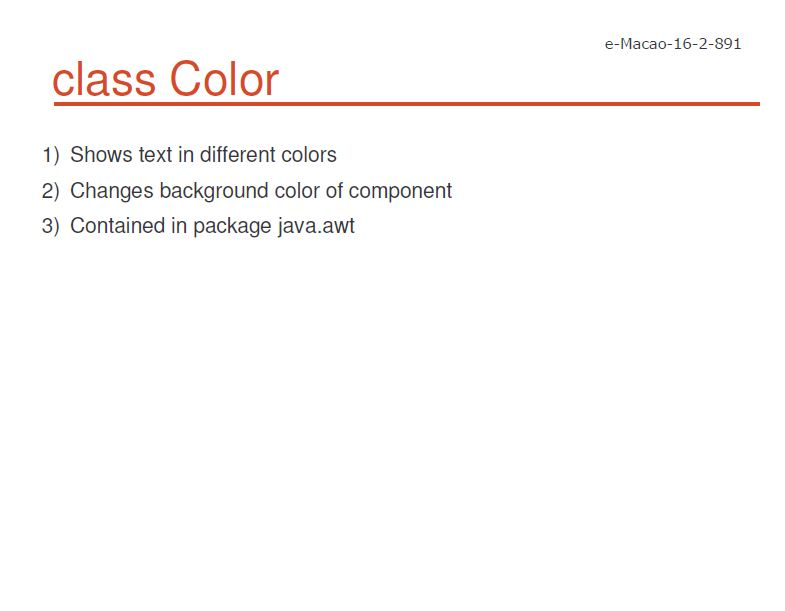 e-Macao-16-2-891
class Color
1) Shows text in different colors
2) Changes background color of component
3) Contained in package java.awt